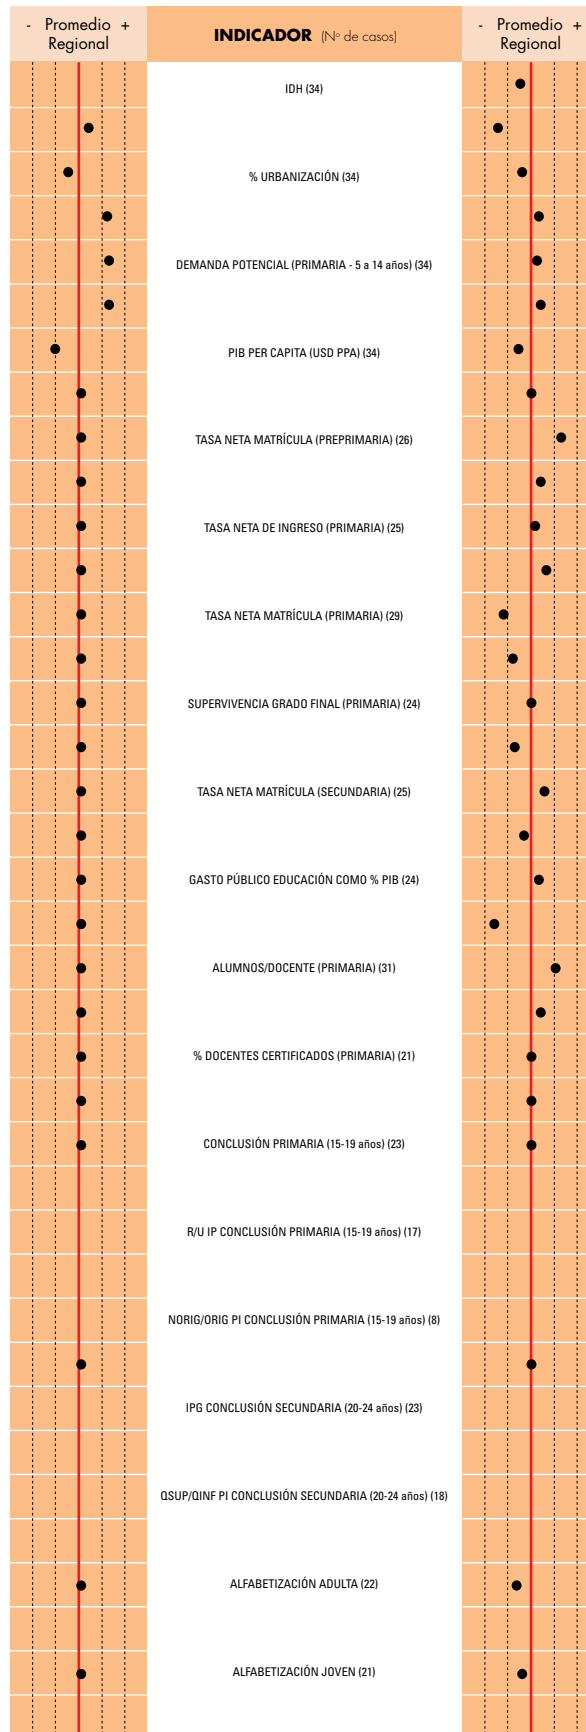 - Promedio +
Regional
INDICADOR (Nº de casos)
- Promedio +
Regional
IDH (34)
% URBANIZACIÓN (34)
DEMANDA POTENCIAL (PRIMARIA - 5 a 14 años) (34)
PIB PER CAPITA (USD PPA) (34)
TASA NETA MATRÍCULA (PREPRIMARIA) (26)
TASA NETA DE INGRESO (PRIMARIA) (25)
TASA NETA MATRÍCULA (PRIMARIA) (29)
SUPERVIVENCIA GRADO FINAL (PRIMARIA) (24)
TASA NETA MATRÍCULA (SECUNDARIA) (25)
GASTO PÚBLICO EDUCACIÓN COMO % PIB (24)
ALUMNOS/DOCENTE (PRIMARIA) (31)
% DOCENTES CERTIFICADOS (PRIMARIA) (21)
CONCLUSIÓN PRIMARIA (15-19 años) (23)
R/U IP CONCLUSIÓN PRIMARIA (15-19 años) (17)
NORIG/ORIG PI CONCLUSIÓN PRIMARIA (15-19 años) (8)
IPG CONCLUSIÓN SECUNDARIA (20-24 años) (23)
QSUP/QINF PI CONCLUSIÓN SECUNDARIA (20-24 años) (18)
ALFABETIZACIÓN ADULTA (22)
ALFABETIZACIÓN JOVEN (21)